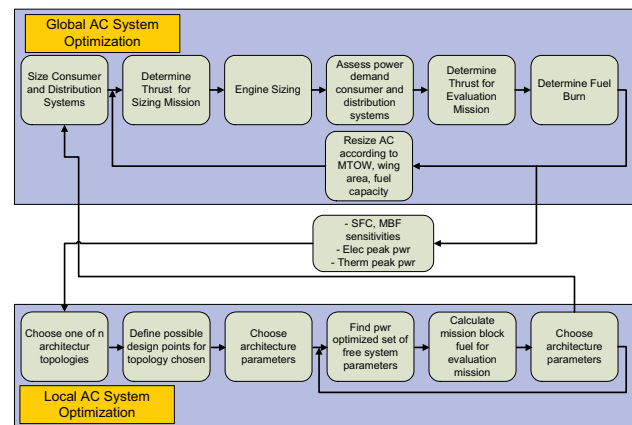 Global AC System
Optimization
Size Consumer
and Distribution
Systems
Determine
Thrust for
Sizing Mission
Engine Sizing
Assess power
demand
consumer and
distribution
systems
Determine
Thrust for
Evaluation
Mission
Determine Fuel
Burn
Resize AC
according to
MTOW, wing
area, fuel
capacity
- SFC, MBF
sensitivities
- Elec peak pwr
- Therm peak pwr
Choose one of n
architectur
topologies
Define possible
design points for
topology chosen
Choose
architecture
parameters
Find pwr
optimized set of
free system
parameters
Calculate
mission block
fuel for
evaluation
mission
Choose
architecture
parameters
Local AC System
Optimization